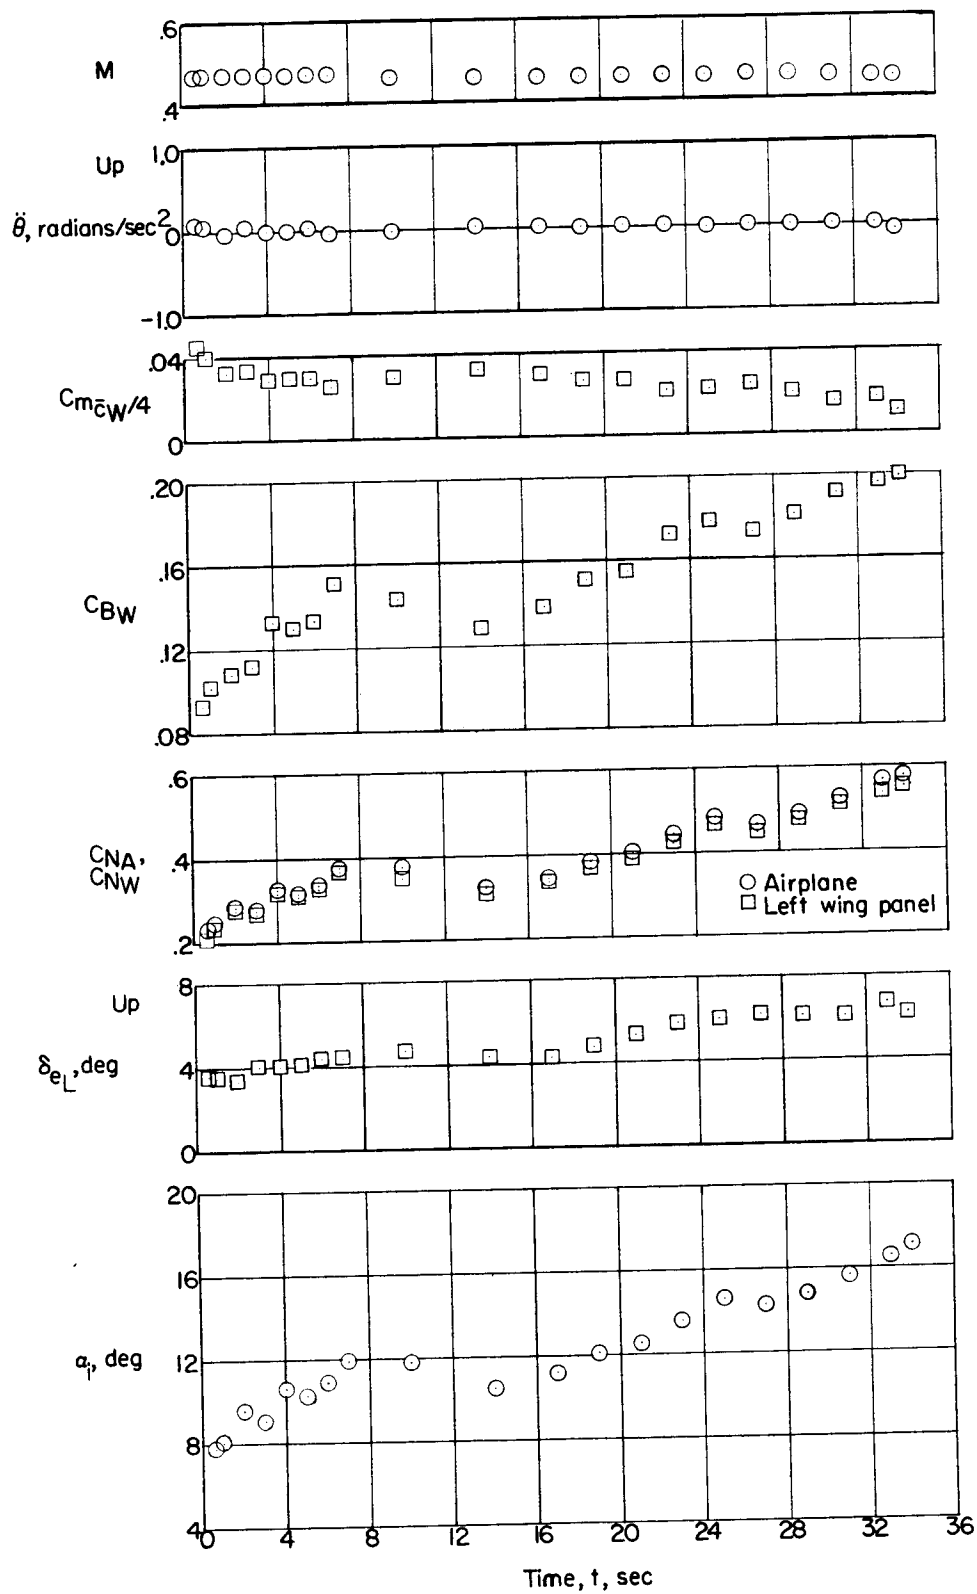 .6
M
.4
Up
1.0
θ̈, radians/sec²
0
-1.0
.04
Cmc̄W/4
0
.20
.16
CBW
.12
.08
.6
CNA,
CNW
.4
Airplane
Left wing panel
.2
8
Up
δeL, deg
4
0
20
16
αi, deg
12
8
4
0 4 8 12 16 20 24 28 32 36
Time, t, sec